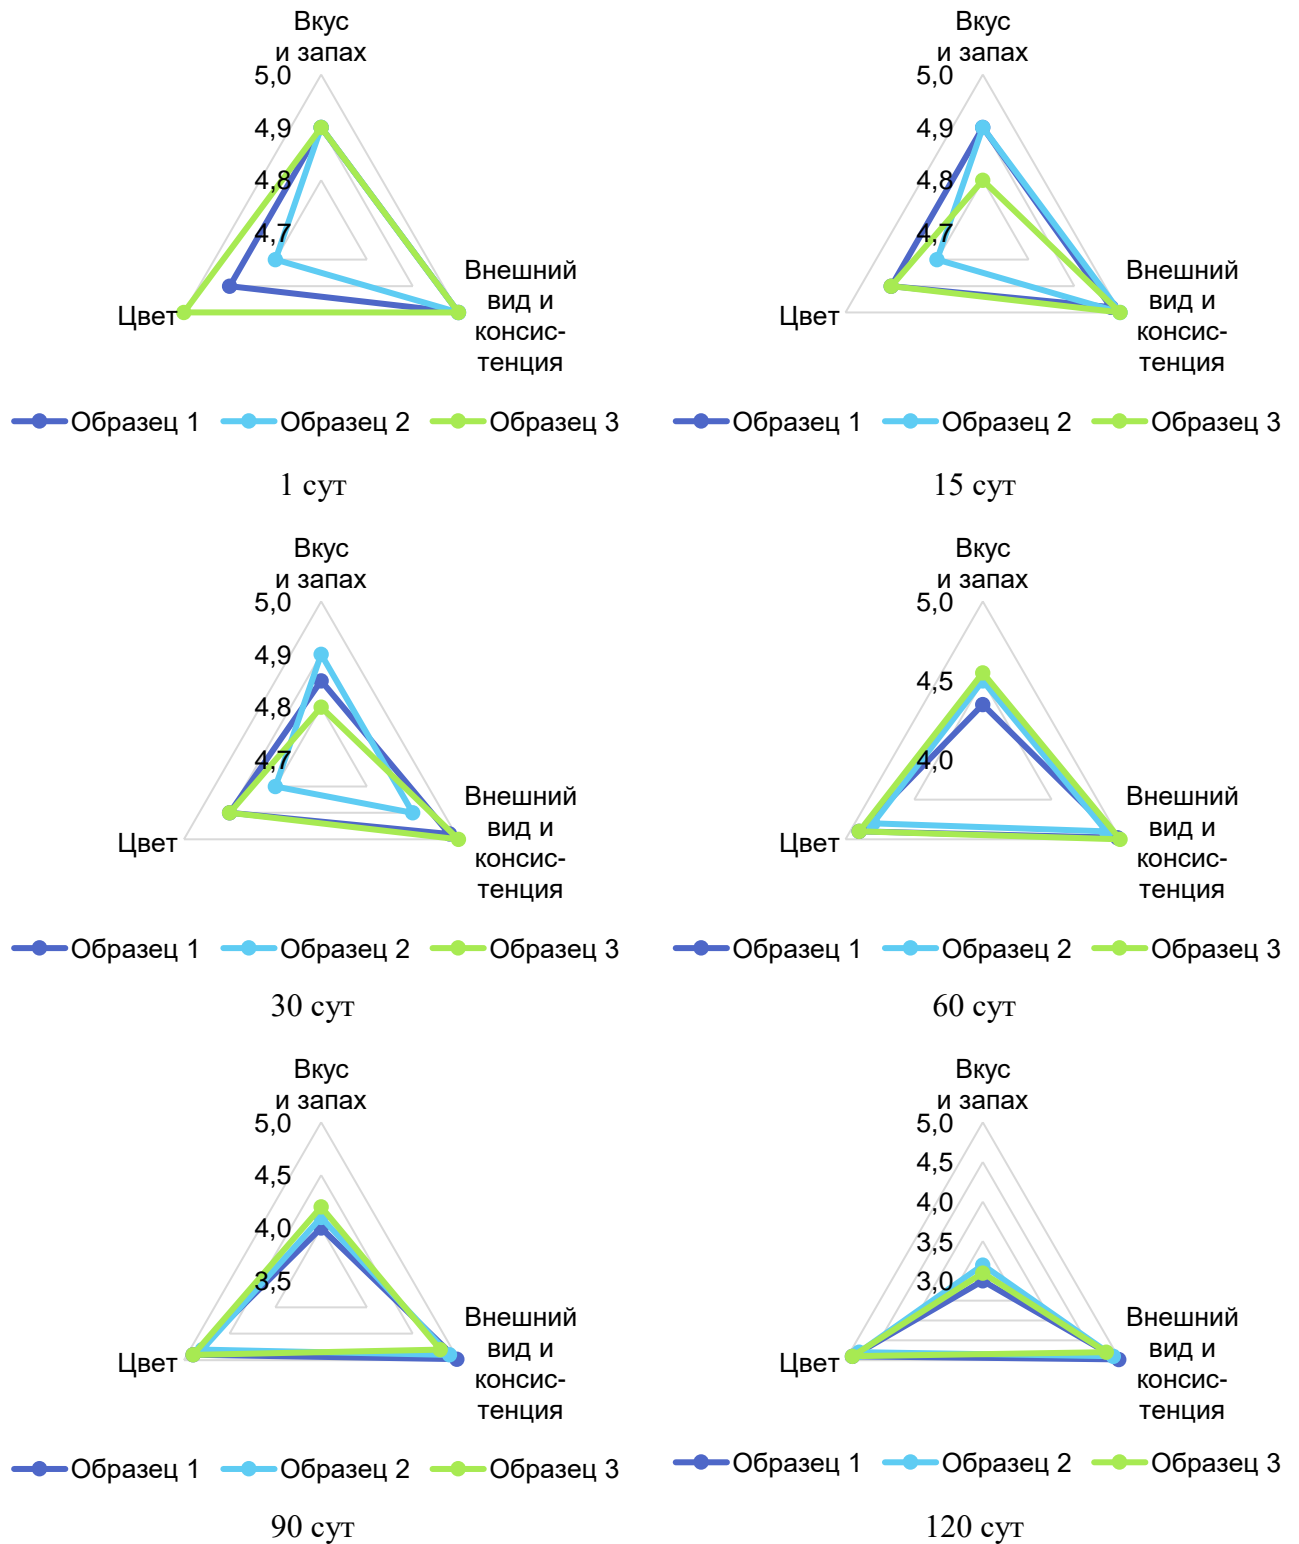 Вкус
и запах
5,0
4,9
4,8
4,7
Цвет
Внешний
вид и
консис-
тенция
Образец 1 Образец 2 Образец 3
1 сут
Вкус
и запах
5,0
4,9
4,8
4,7
Цвет
Внешний
вид и
консис-
тенция
Образец 1 Образец 2 Образец 3
15 сут
Вкус
и запах
5,0
4,9
4,8
4,7
Цвет
Внешний
вид и
консис-
тенция
Образец 1 Образец 2 Образец 3
30 сут
Вкус
и запах
5,0
4,5
4,0
Цвет
Внешний
вид и
консис-
тенция
Образец 1 Образец 2 Образец 3
60 сут
Вкус
и запах
5,0
4,5
4,0
3,5
Цвет
Внешний
вид и
консис-
тенция
Образец 1 Образец 2 Образец 3
90 сут
Вкус
и запах
5,0
4,5
4,0
3,5
3,0
Цвет
Внешний
вид и
консис-
тенция
Образец 1 Образец 2 Образец 3
120 сут